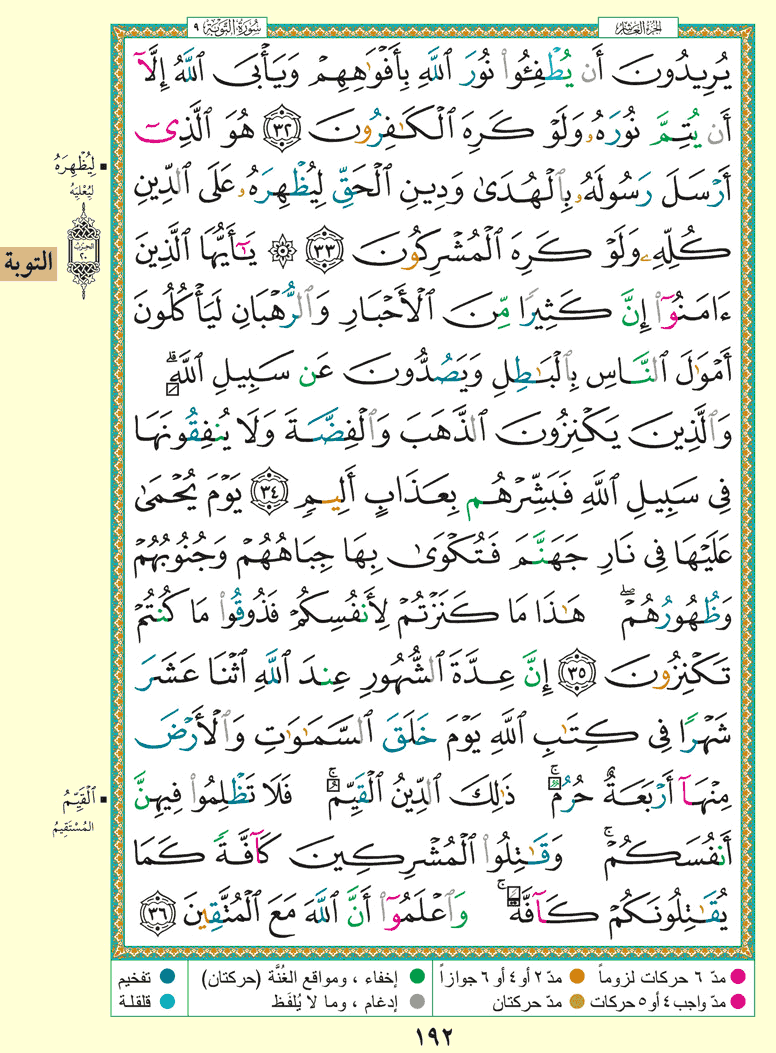 الجزء العاشر
سُورَةُ التَّوبَةِ ٩
يُرِيدُونَ أَن يُطْفِـُٔوا۟ نُورَ ٱللَّهِ بِأَفْوَٰهِهِمْ وَيَأْبَى ٱللَّهُ إِلَّآ
أَن يُتِمَّ نُورَهُۥ وَلَوْ كَرِهَ ٱلْكَٰفِرُونَ ٣٢ هُوَ ٱلَّذِىٓ
أَرْسَلَ رَسُولَهُۥ بِٱلْهُدَىٰ وَدِينِ ٱلْحَقِّ لِيُظْهِرَهُۥ عَلَى ٱلدِّينِ
كُلِّهِۦ وَلَوْ كَرِهَ ٱلْمُشْرِكُونَ ٣٣ ۞ يَٰٓأَيُّهَا ٱلَّذِينَ
ءَامَنُوٓا۟ إِنَّ كَثِيرًا مِّنَ ٱلْأَحْبَارِ وَٱلرُّهْبَانِ لَيَأْكُلُونَ
أَمْوَٰلَ ٱلنَّاسِ بِٱلْبَٰطِلِ وَيَصُدُّونَ عَن سَبِيلِ ٱللَّهِ ۗ
وَٱلَّذِينَ يَكْنِزُونَ ٱلذَّهَبَ وَٱلْفِضَّةَ وَلَا يُنفِقُونَهَا
فِى سَبِيلِ ٱللَّهِ فَبَشِّرْهُم بِعَذَابٍ أَلِيمٍ ٣٤ يَوْمَ يُحْمَىٰ
عَلَيْهَا فِى نَارِ جَهَنَّمَ فَتُكْوَىٰ بِهَا جِبَاهُهُمْ وَجُنُوبُهُمْ
وَظُهُورُهُمْ ۖ هَٰذَا مَا كَنَزْتُمْ لِأَنفُسِكُمْ فَذُوقُوا۟ مَا كُنتُمْ
تَكْنِزُونَ ٣٥ إِنَّ عِدَّةَ ٱلشُّهُورِ عِندَ ٱللَّهِ ٱثْنَا عَشَرَ
شَهْرًا فِى كِتَٰبِ ٱللَّهِ يَوْمَ خَلَقَ ٱلسَّمَٰوَٰتِ وَٱلْأَرْضَ
مِنْهَآ أَرْبَعَةٌ حُرُمٌ ۚ ذَٰلِكَ ٱلدِّينُ ٱلْقَيِّمُ ۚ فَلَا تَظْلِمُوا۟ فِيهِنَّ
أَنفُسَكُمْ ۚ وَقَٰتِلُوا۟ ٱلْمُشْرِكِينَ كَآفَّةً كَمَا
يُقَٰتِلُونَكُمْ كَآفَّةً ۚ وَٱعْلَمُوٓا۟ أَنَّ ٱللَّهَ مَعَ ٱلْمُتَّقِينَ ٣٦
لِيُظْهِرَهُ
لِيُعْلِيَهُ
الحِزبُ
٢٠
التوبة
ٱلْقَيِّمُ
المُسْتَقِيمُ
مدّ ٦ حركات لزوماً
مدّ ٢ أو ٤ أو ٦ جوازاً
إخفاء ، ومواقع الغُنَّة (حركتان)
تفخيم
مدّ واجب ٤ أو ٥ حركات
مدّ حركتان
إدغام ، وما لا يُلفَظ
قلقلة
١٩٢